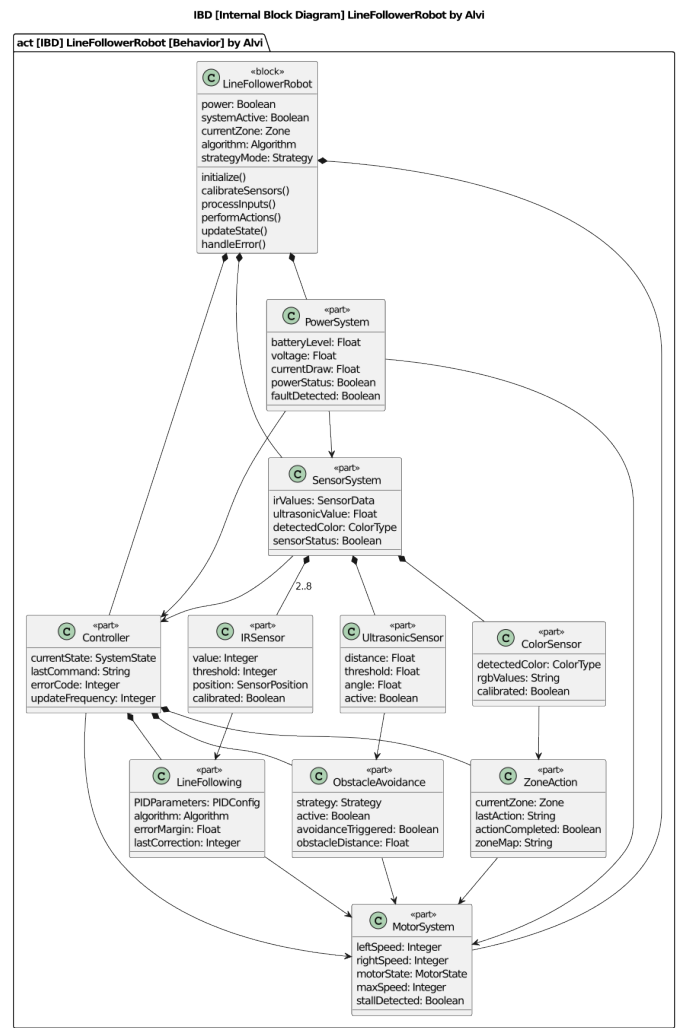 IBD [Internal Block Diagram] LineFollowerRobot by Alvi
act [IBD] LineFollowerRobot [Behavior] by Alvi
C
«block»
LineFollowerRobot
power: Boolean
systemActive: Boolean
currentZone: Zone
algorithm: Algorithm
strategyMode: Strategy
initialize()
calibrateSensors()
processInputs()
performActions()
updateState()
handleError()
C
«part»
PowerSystem
batteryLevel: Float
voltage: Float
currentDraw: Float
powerStatus: Boolean
faultDetected: Boolean
C
«part»
SensorSystem
irValues: SensorData
ultrasonicValue: Float
detectedColor: ColorType
sensorStatus: Boolean
2..8
C
«part»
Controller
currentState: SystemState
lastCommand: String
errorCode: Integer
updateFrequency: Integer
C
«part»
IRSensor
value: Integer
threshold: Integer
position: SensorPosition
calibrated: Boolean
C
«part»
UltrasonicSensor
distance: Float
threshold: Float
angle: Float
active: Boolean
C
«part»
ColorSensor
detectedColor: ColorType
rgbValues: String
calibrated: Boolean
C
«part»
LineFollowing
PIDParameters: PIDConfig
algorithm: Algorithm
errorMargin: Float
lastCorrection: Integer
C
«part»
ObstacleAvoidance
strategy: Strategy
active: Boolean
avoidanceTriggered: Boolean
obstacleDistance: Float
C
«part»
ZoneAction
currentZone: Zone
lastAction: String
actionCompleted: Boolean
zoneMap: String
C
«part»
MotorSystem
leftSpeed: Integer
rightSpeed: Integer
motorState: MotorState
maxSpeed: Integer
stallDetected: Boolean